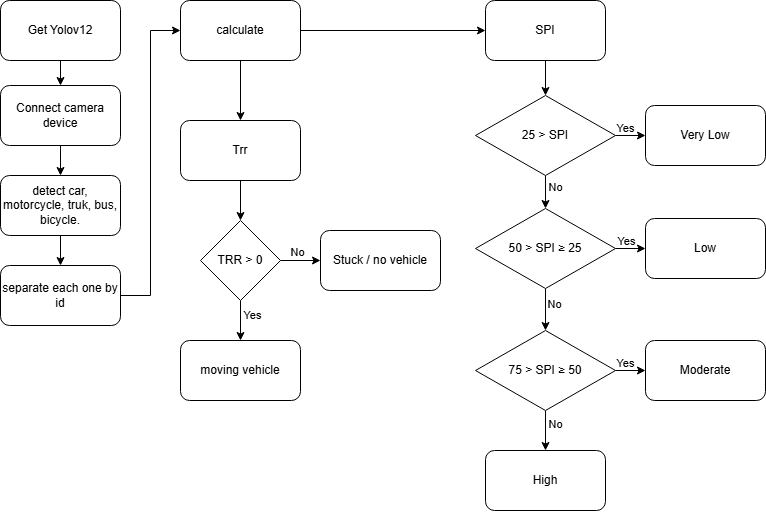 Get Yolov12
Connect camera
device
detect car,
motorcycle, truk, bus,
bicycle.
separate each one by
id
calculate
Trr
TRR > 0
No
Stuck / no vehicle
Yes
moving vehicle
SPI
25 > SPI
Yes
Very Low
No
50 > SPI ≥ 25
Yes
Low
No
75 > SPI ≥ 50
Yes
Moderate
No
High